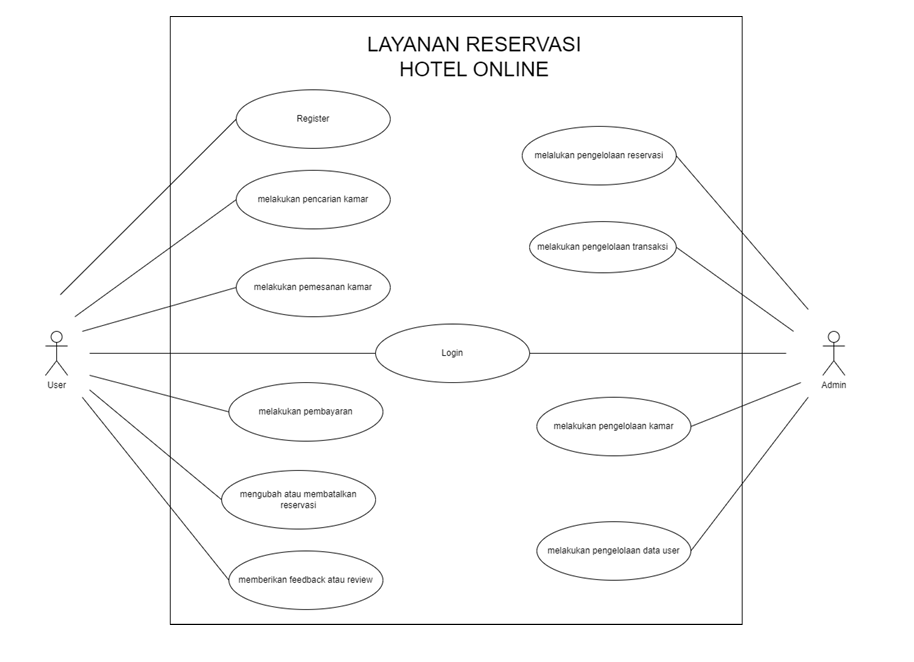 LAYANAN RESERVASI
HOTEL ONLINE
Register
melakukan pencarian kamar
melakukan pemesanan kamar
Login
melakukan pembayaran
mengubah atau membatalkan
reservasi
memberikan feedback atau review
melalukan pengelolaan reservasi
melakukan pengelolaan transaksi
melakukan pengelolaan kamar
melakukan pengelolaan data user
User
Admin